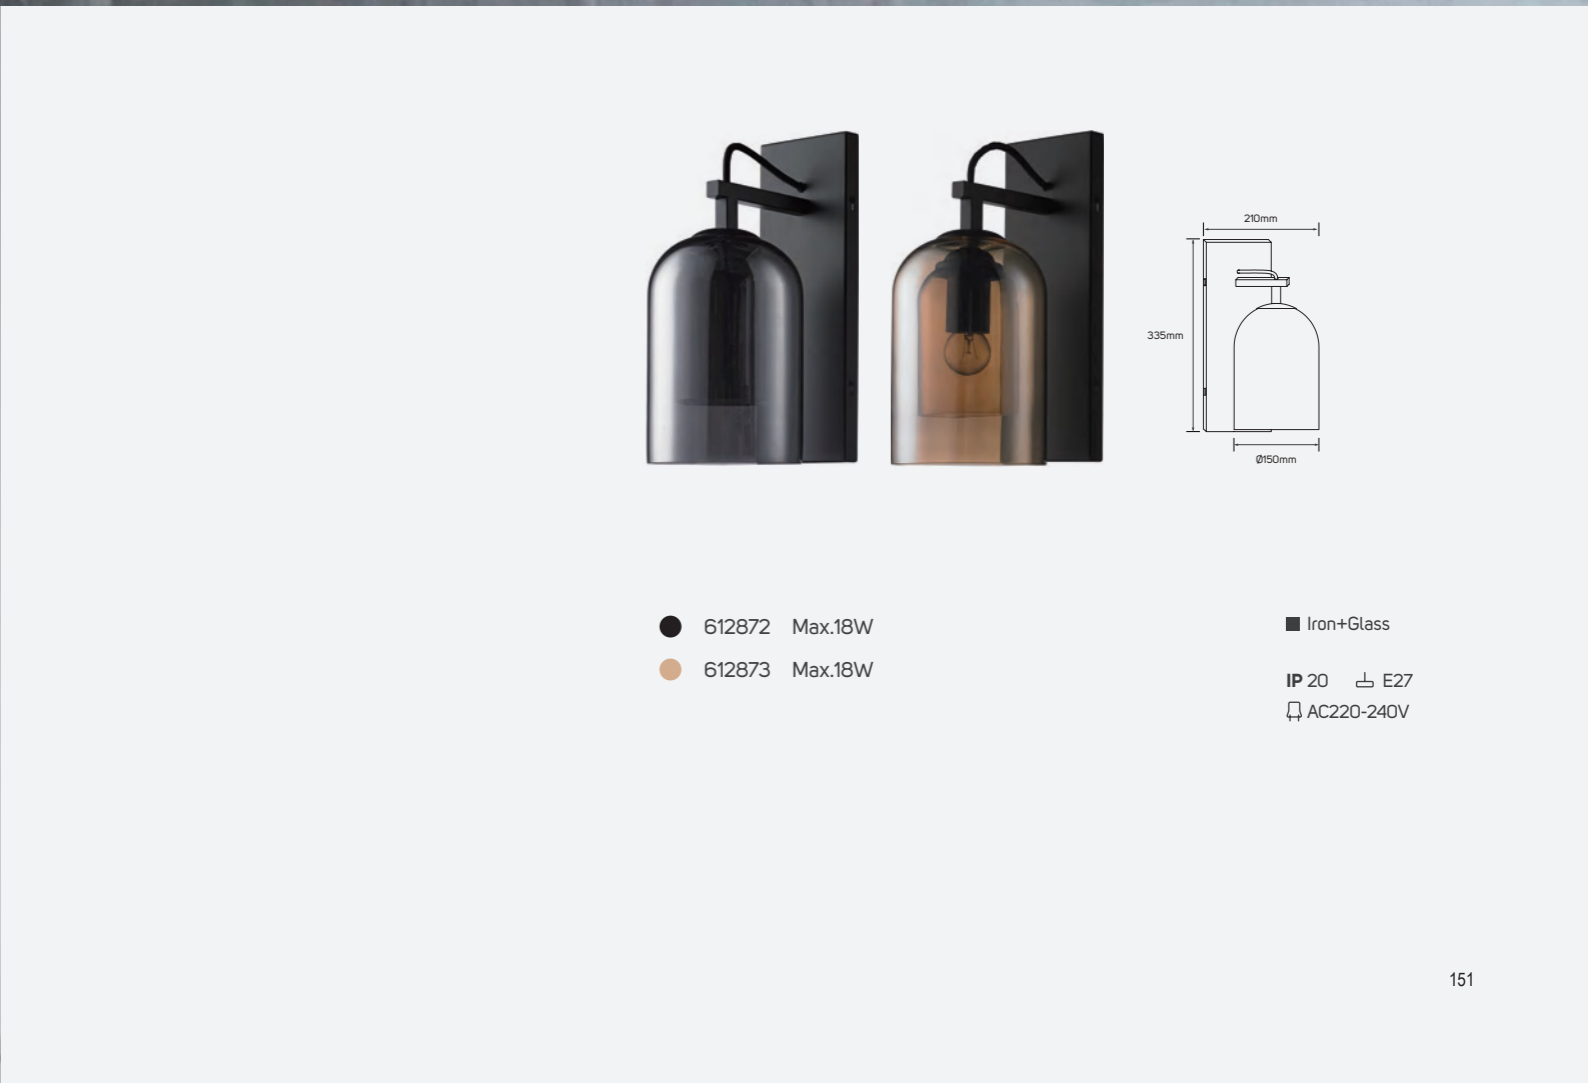 210mm
335mm
Ø150mm
612872 Max.18W
612873 Max.18W
Iron+Glass
IP 20 E27
AC220-240V
151